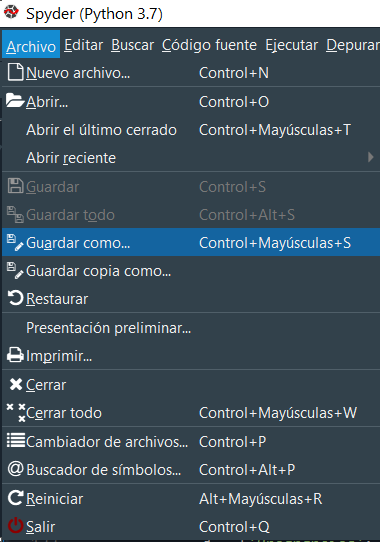 Spyder (Python 3.7)
Archivo Editar Buscar Código fuente Ejecutar Depurar
Nuevo archivo... Control+N
Abrir... Control+O
Abrir el último cerrado Control+Mayúsculas+T
Abrir reciente
Guardar Control+S
Guardar todo Control+Alt+S
Guardar como... Control+Mayúsculas+S
Guardar copia como...
Restaurar
Presentación preliminar...
Imprimir...
Cerrar
Cerrar todo Control+Mayúsculas+W
Cambiador de archivos... Control+P
@ Buscador de símbolos... Control+Alt+P
Reiniciar Alt+Mayúsculas+R
Salir Control+Q